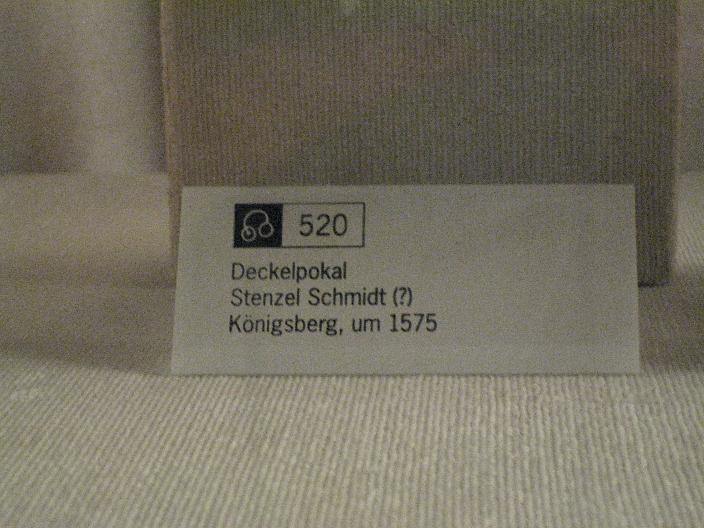 520
Deckelpokal
Stenzel Schmidt (?)
Königsberg, um 1575